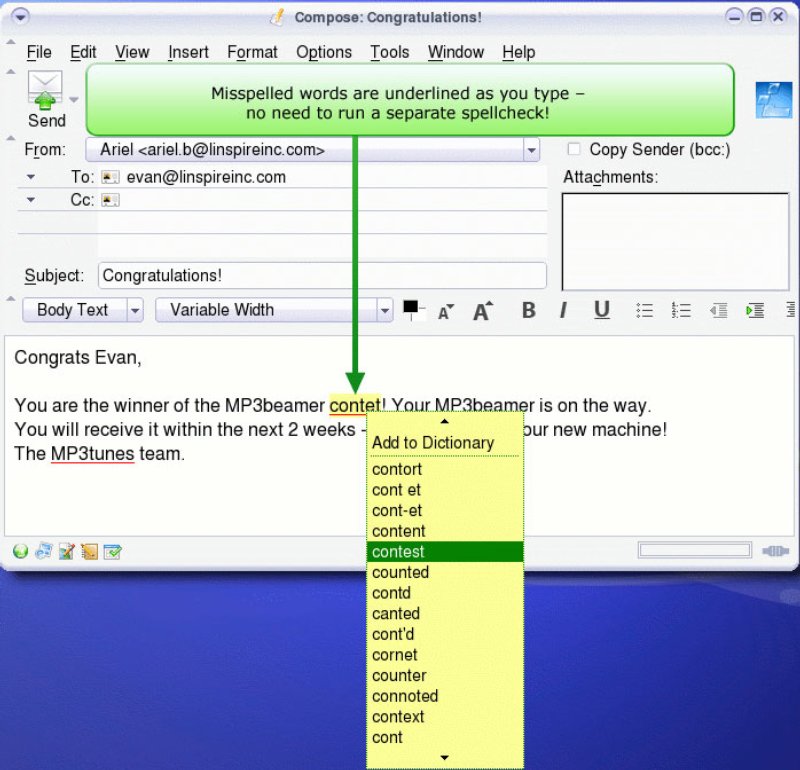 Compose: Congratulations!
File Edit View Insert Format Options Tools Window Help
Misspelled words are underlined as you type –
no need to run a separate spellcheck!
Send
From: Ariel <ariel.b@linspireinc.com>
Copy Sender (bcc:)
To: evan@linspireinc.com
Attachments:
Cc:
Subject: Congratulations!
Body Text Variable Width A A B I U
Congrats Evan,
You are the winner of the MP3beamer contet! Your MP3beamer is on the way.
You will receive it within the next 2 weeks - our new machine!
The MP3tunes team.
Add to Dictionary
contort
cont et
cont-et
content
contest
counted
contd
canted
cont'd
cornet
counter
connoted
context
cont